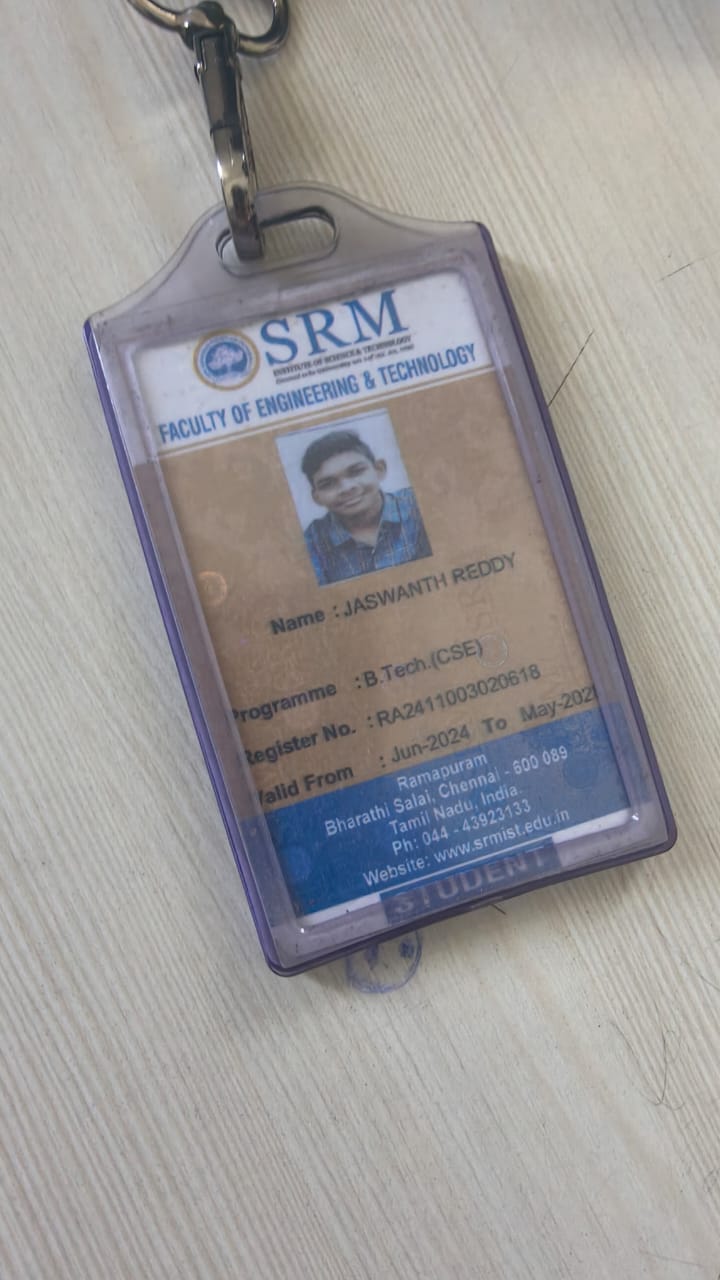 SRM
INSTITUTE OF SCIENCE & TECHNOLOGY
FACULTY OF ENGINEERING & TECHNOLOGY
Name : JASWANTH REDDY
Programme : B.Tech.(CSE)
Register No. : RA2411003020618
Valid From : Jun-2024 To May-202
Ramapuram
Bharathi Salai, Chennai - 600 089
Tamil Nadu, India.
Ph: 044 - 43923133
Website: www.srmist.edu.in
STUDENT